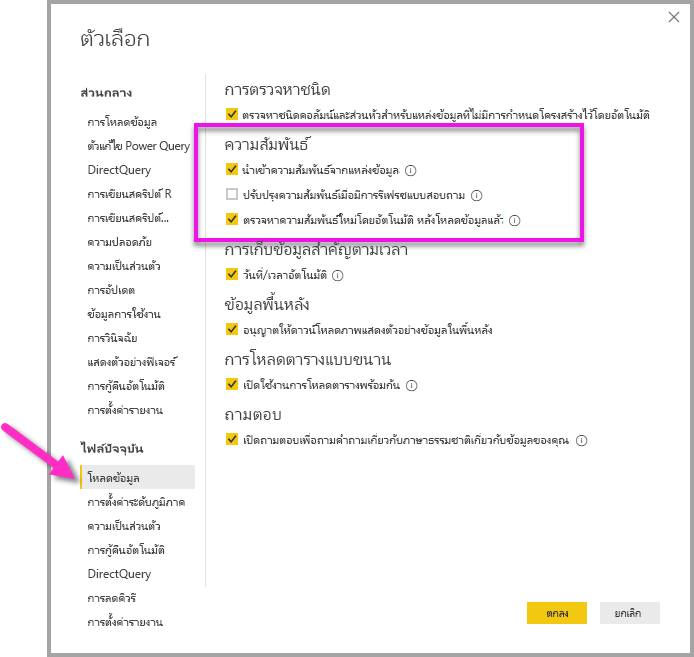 ตัวเลือก
ส่วนกลาง
การโหลดข้อมูล
ตัวแก้ไข Power Query
DirectQuery
การเขียนสคริปต์ R
การเขียนสคริปต์...
ความปลอดภัย
ความเป็นส่วนตัว
การอัปเดต
ข้อมูลการใช้งาน
การวินิจฉัย
แสดงตัวอย่างฟีเจอร์
การกู้คืนอัตโนมัติ
การตั้งค่ารายงาน
ไฟล์ปัจจุบัน
โหลดข้อมูล
การตั้งค่าระดับภูมิภาค
ความเป็นส่วนตัว
การกู้คืนอัตโนมัติ
DirectQuery
การลดคิวรี
การตั้งค่ารายงาน
การตรวจหาชนิด
ตรวจหาชนิดคอลัมน์และส่วนหัวสำหรับแหล่งข้อมูลที่ไม่มีการกำหนดโครงสร้างไว้โดยอัตโนมัติ
ความสัมพันธ์
นำเข้าความสัมพันธ์จากแหล่งข้อมูล
ปรับปรุงความสัมพันธ์เมื่อมีการรีเฟรชแบบสอบถาม
ตรวจหาความสัมพันธ์ใหม่โดยอัตโนมัติ หลังโหลดข้อมูลแล้ว
การเก็บข้อมูลสำคัญตามเวลา
วันที่/เวลาอัตโนมัติ
ข้อมูลพื้นหลัง
อนุญาตให้ดาวน์โหลดภาพแสดงตัวอย่างข้อมูลในพื้นหลัง
การโหลดตารางแบบขนาน
เปิดใช้งานการโหลดตารางพร้อมกัน
ถามตอบ
เปิดถามตอบเพื่อถามคำถามเกี่ยวกับภาษาธรรมชาติเกี่ยวกับข้อมูลของคุณ
ตกลง
ยกเลิก